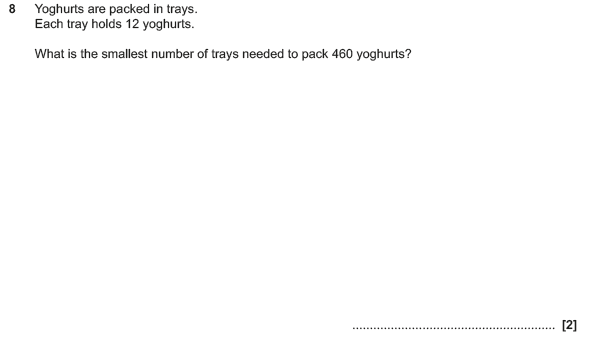 8 Yoghurts are packed in trays.
Each tray holds 12 yoghurts.
What is the smallest number of trays needed to pack 460 yoghurts?
.......................................................... [2]